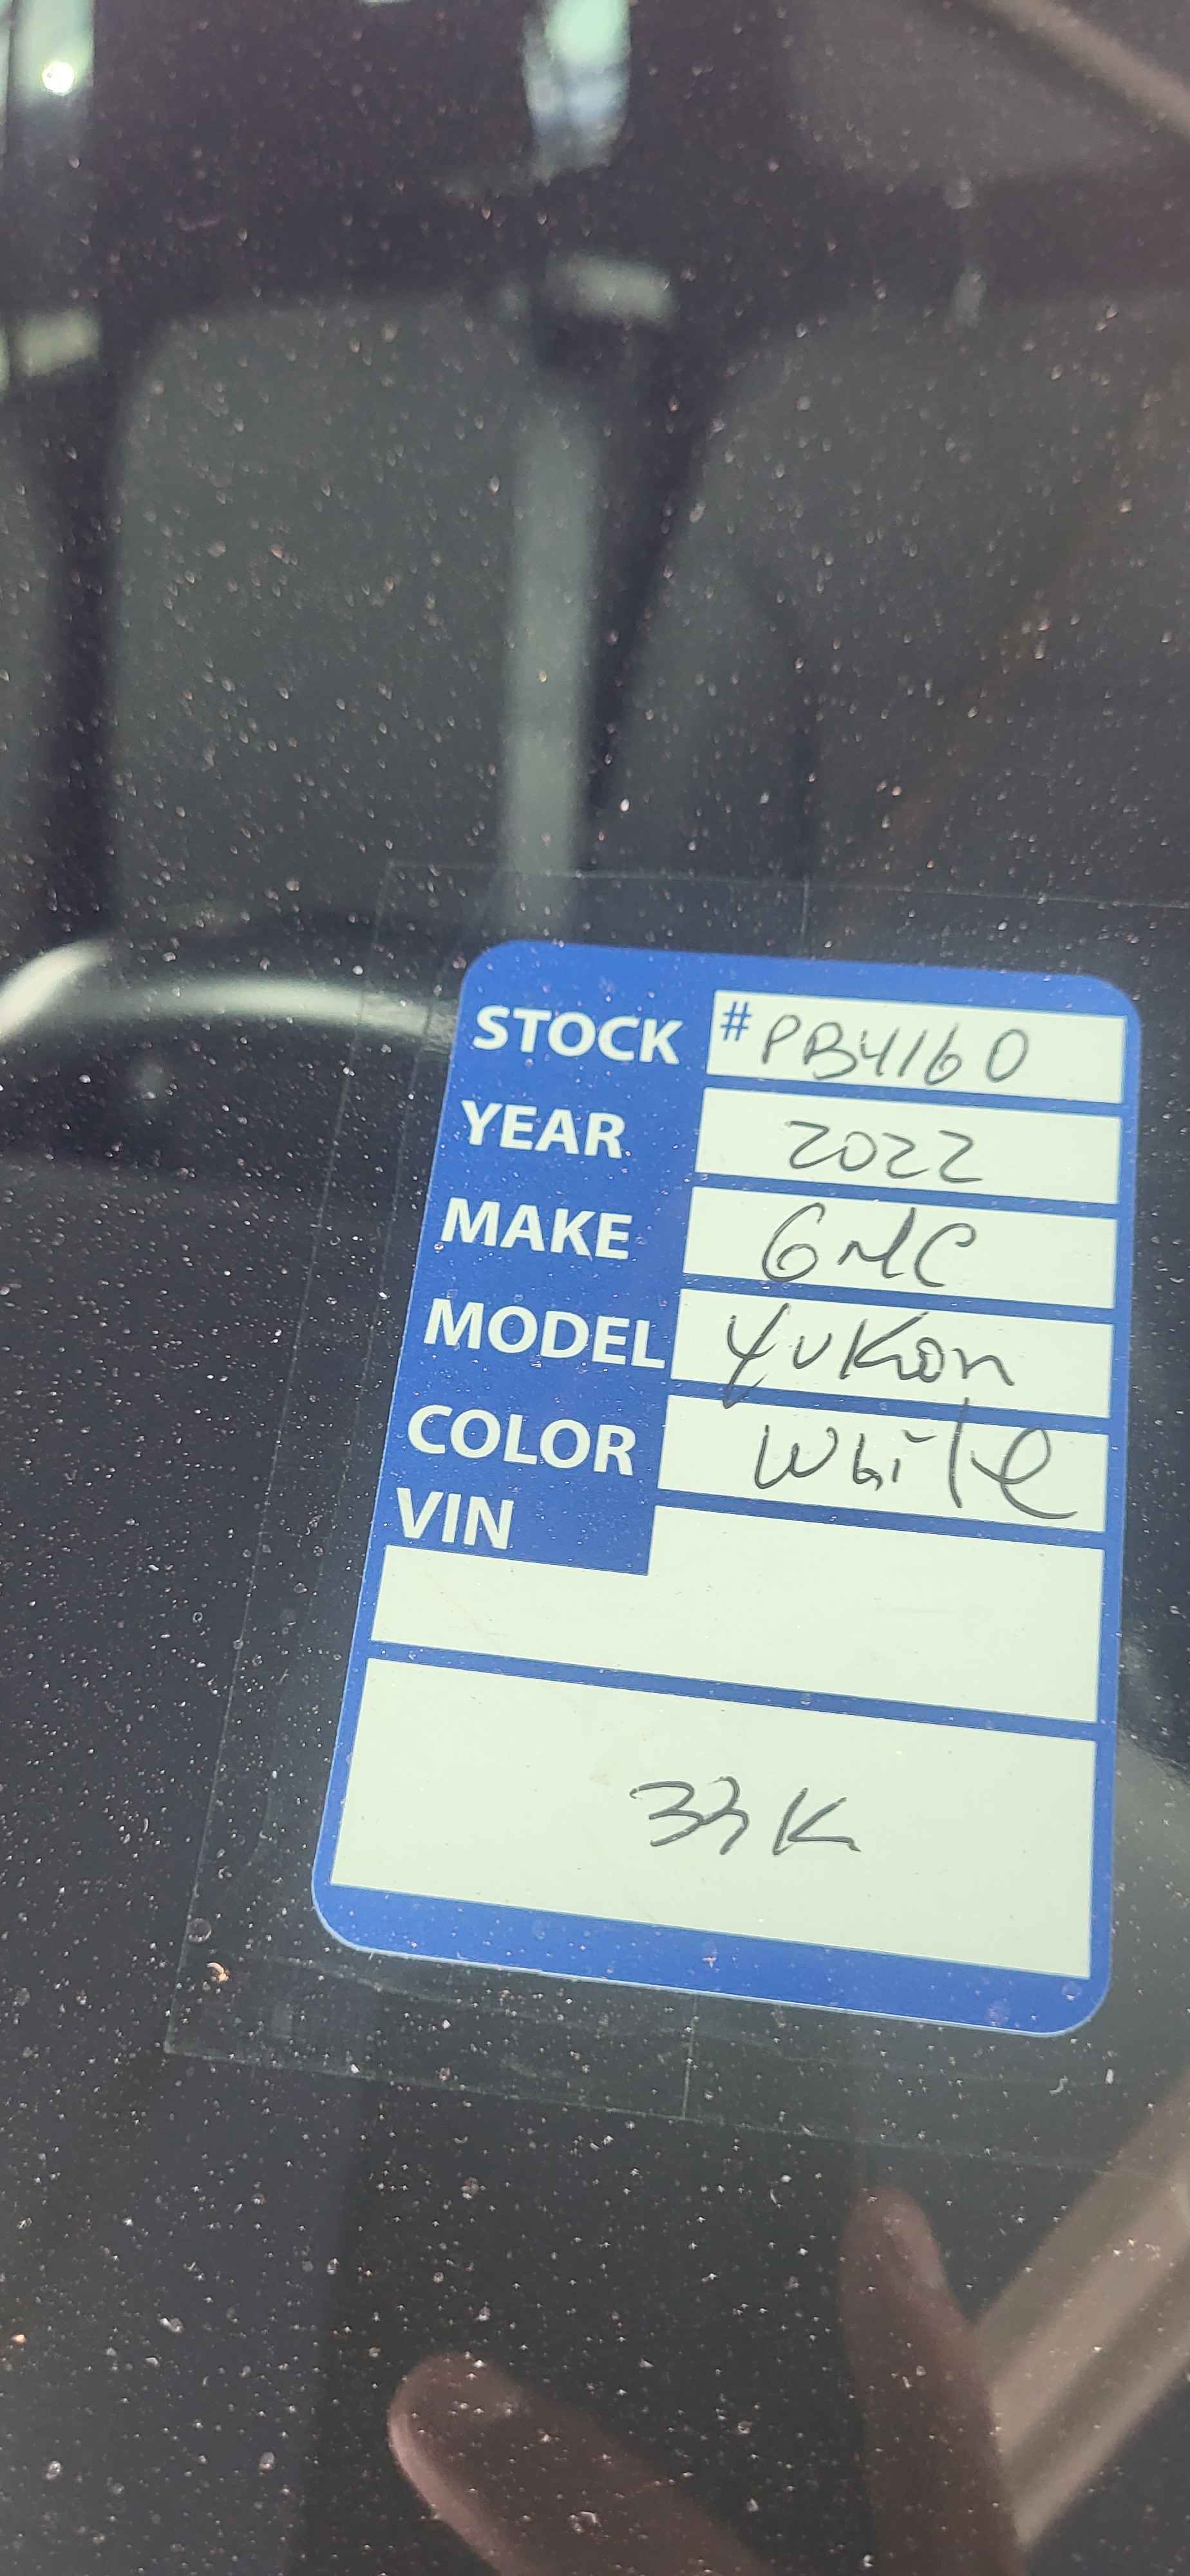 STOCK #PB4160
YEAR 2022
MAKE GMC
MODEL Yukon
COLOR White
VIN
33K